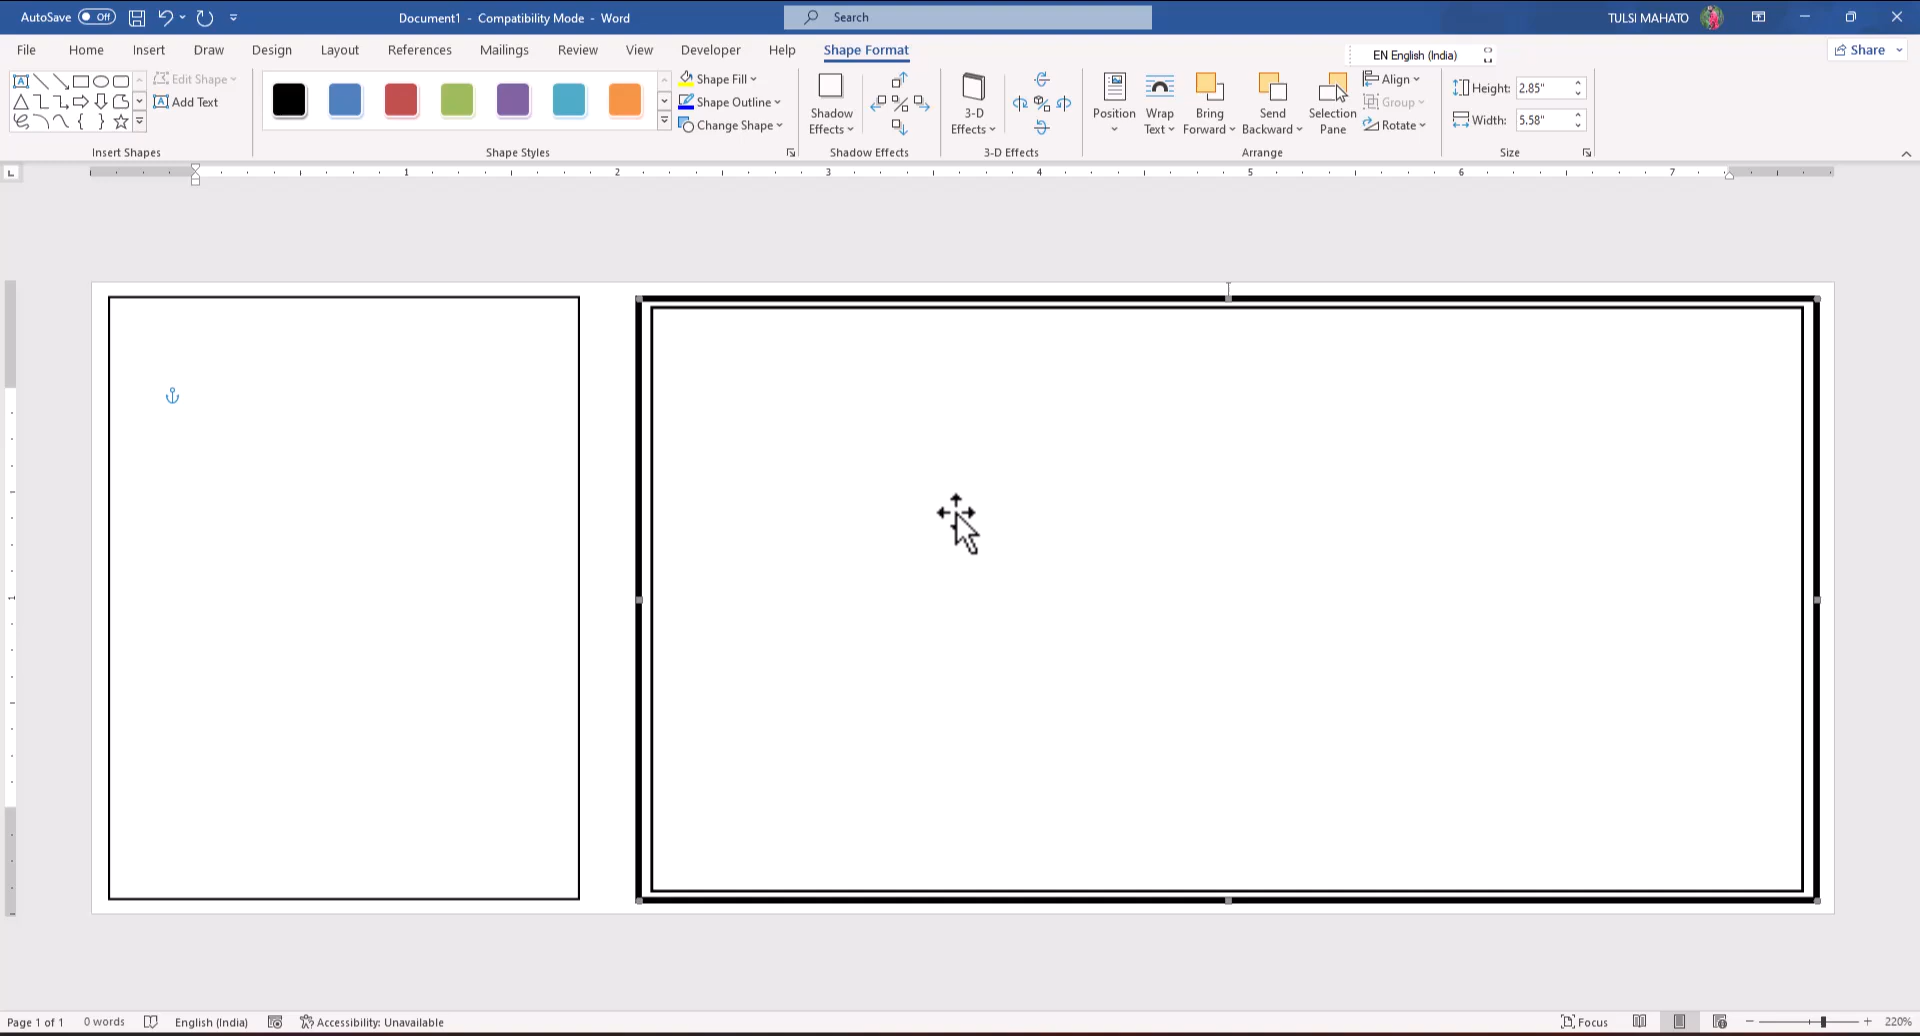 AutoSave Off Document1 - Compatibility Mode - Word Search TULSI MAHATO
File Home Insert Draw Design Layout References Mailings Review View Developer Help Shape Format EN English (India) Share
Edit Shape
Add Text
Insert Shapes
Shape Fill
Shape Outline
Change Shape
Shape Styles
Shadow Effects
Shadow Effects
3-D Effects
3-D Effects
Position
Wrap Text
Bring Forward
Send Backward
Selection Pane
Align
Group
Rotate
Arrange
Height: 2.85"
Width: 5.58"
Size
1 2 3 4 5 6 7
1
Page 1 of 1 0 words English (India) Accessibility: Unavailable Focus 220%